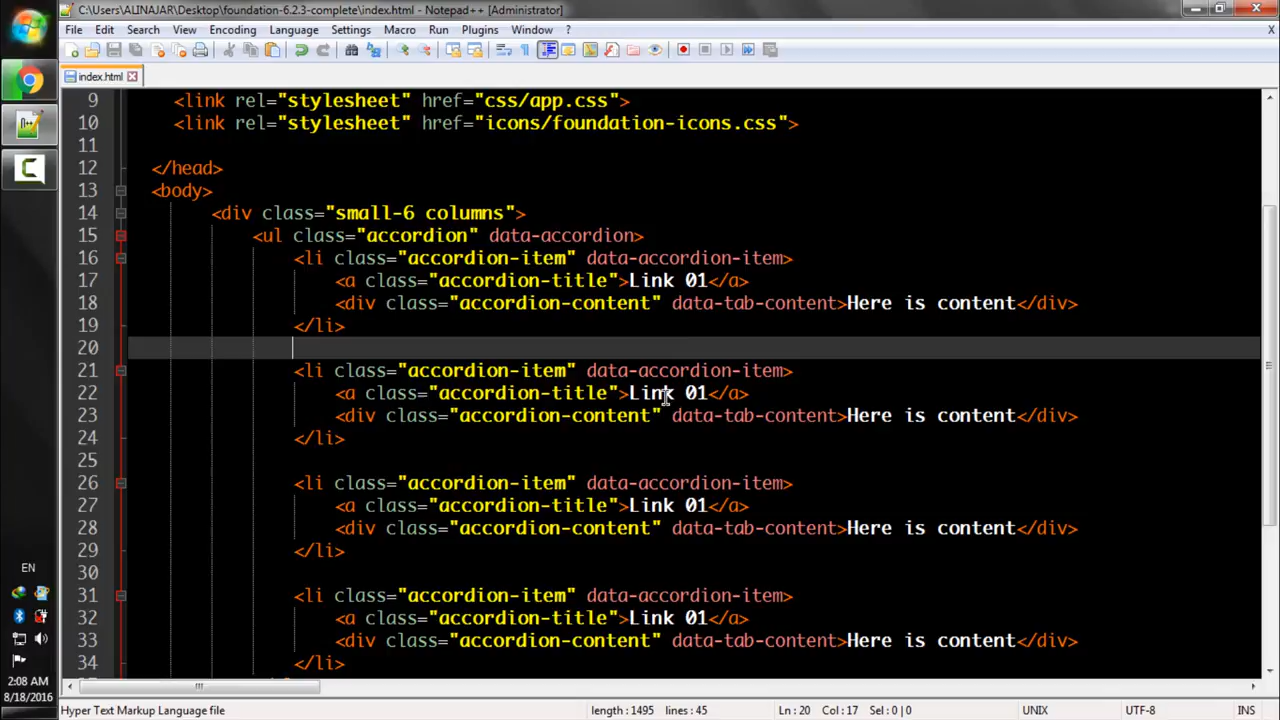 C:\Users\ALINAJAR\Desktop\foundation-6.2.3-complete\index.html - Notepad++ [Administrator]
File Edit Search View Encoding Language Settings Macro Run Plugins Window ? X
index.html
9 <link rel="stylesheet" href="css/app.css">
10 <link rel="stylesheet" href="icons/foundation-icons.css">
11
12 </head>
13 <body>
14 <div class="small-6 columns">
15 <ul class="accordion" data-accordion>
16 <li class="accordion-item" data-accordion-item>
17 <a class="accordion-title">Link 01</a>
18 <div class="accordion-content" data-tab-content>Here is content</div>
19 </li>
20
21 <li class="accordion-item" data-accordion-item>
22 <a class="accordion-title">Link 01</a>
23 <div class="accordion-content" data-tab-content>Here is content</div>
24 </li>
25
26 <li class="accordion-item" data-accordion-item>
27 <a class="accordion-title">Link 01</a>
28 <div class="accordion-content" data-tab-content>Here is content</div>
29 </li>
30
31 <li class="accordion-item" data-accordion-item>
32 <a class="accordion-title">Link 01</a>
33 <div class="accordion-content" data-tab-content>Here is content</div>
34 </li>
EN
2:08 AM
8/18/2016
Hyper Text Markup Language file length : 1495 lines : 45 Ln : 20 Col : 17 Sel : 0 | 0 UNIX UTF-8 INS